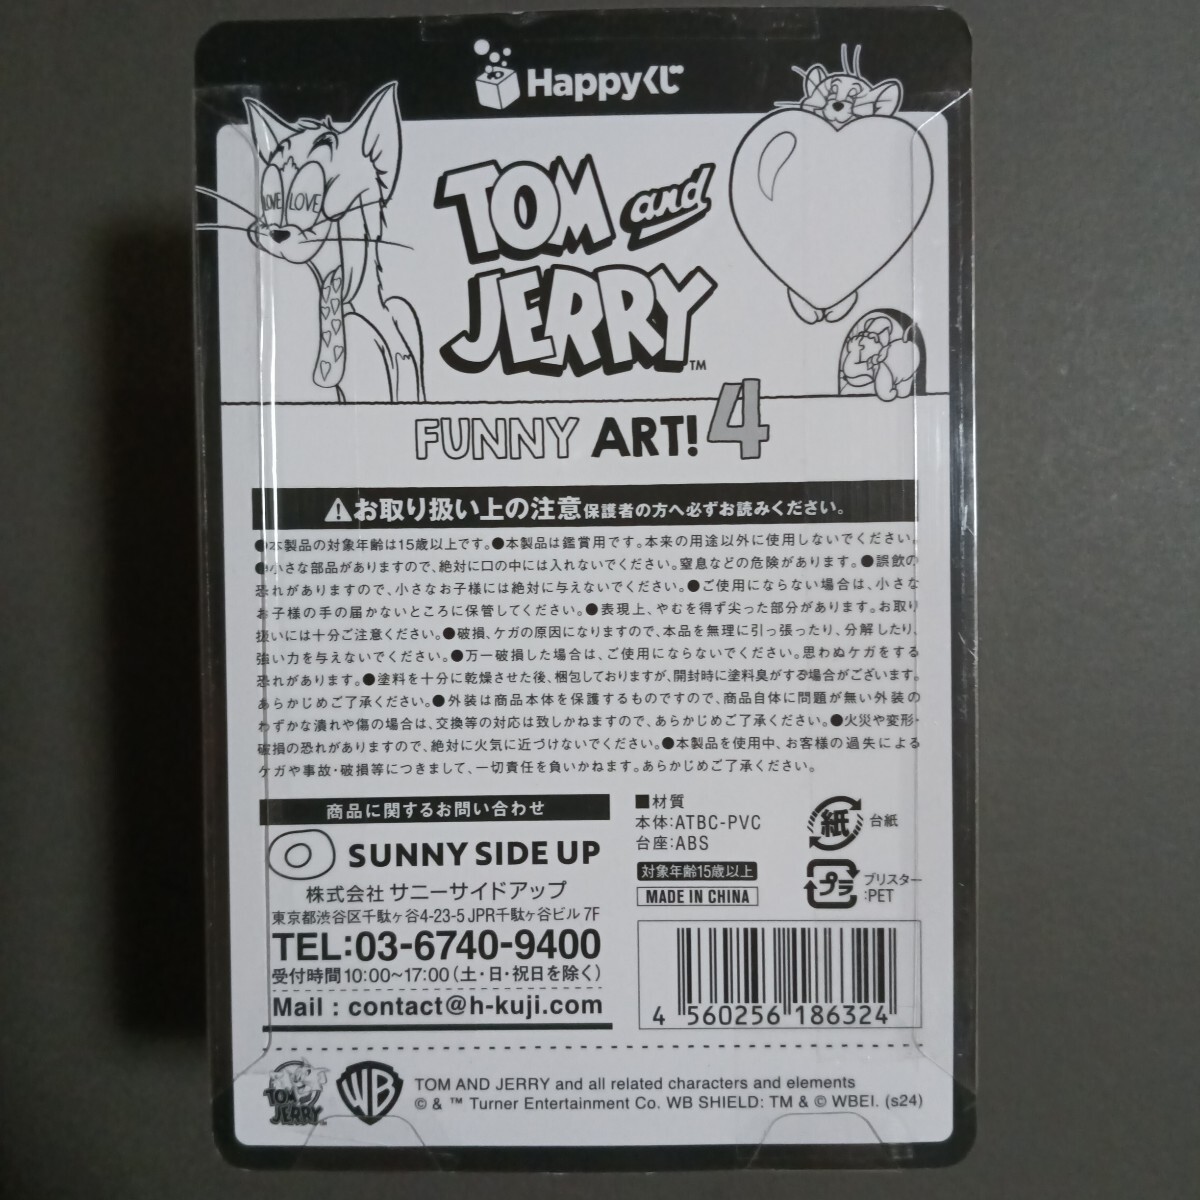 Happyくじ
LOVE LOVE
TOM and
JERRY™
FUNNY ART! 4
⚠お取り扱い上の注意 保護者の方へ必ずお読みください。
●本製品の対象年齢は15歳以上です。●本製品は鑑賞用です。本来の用途以外に使用しないでください。
●小さな部品がありますので、絶対に口の中には入れないでください。窒息などの危険があります。●誤飲の
恐れがありますので、小さなお子様には絶対に与えないでください。●ご使用にならない場合は、小さな
お子様の手の届かないところに保管してください。●表現上、やむを得ず尖った部分があります。お取り
扱いには十分ご注意ください。●破損、ケガの原因になりますので、本品を無理に引っ張ったり、分解したり、
強い力を与えないでください。●万一破損した場合は、ご使用にならないでください。思わぬケガをする
恐れがあります。●塗料を十分に乾燥させた後、梱包しておりますが、開封時に塗料臭がする場合がございます。
あらかじめご了承ください。●外装は商品本体を保護するものですので、商品自体に問題が無い外装の
わずかな潰れや傷の場合は、交換等の対応は致しかねますので、あらかじめご了承ください。●火災や変形・
破損の恐れがありますので、絶対に火気に近づけないでください。●本製品を使用中、お客様の過失による
ケガや事故・破損等につきまして、一切責任を負いかねます。あらかじめご了承ください。
商品に関するお問い合わせ
SUNNY SIDE UP
株式会社 サニーサイドアップ
東京都渋谷区千駄ヶ谷4-23-5 JPR千駄ヶ谷ビル 7F
TEL:03-6740-9400
受付時間 10:00~17:00（土・日・祝日を除く）
Mail : contact@h-kuji.com
■材質
本体:ATBC-PVC
台座:ABS
対象年齢15歳以上
MADE IN CHINA
紙 台紙
プラ ブリスター
:PET
4 560256 186324
TOM
JERRY
WB
TOM AND JERRY and all related characters and elements
© & ™ Turner Entertainment Co. WB SHIELD: TM & © WBEI. (s24)